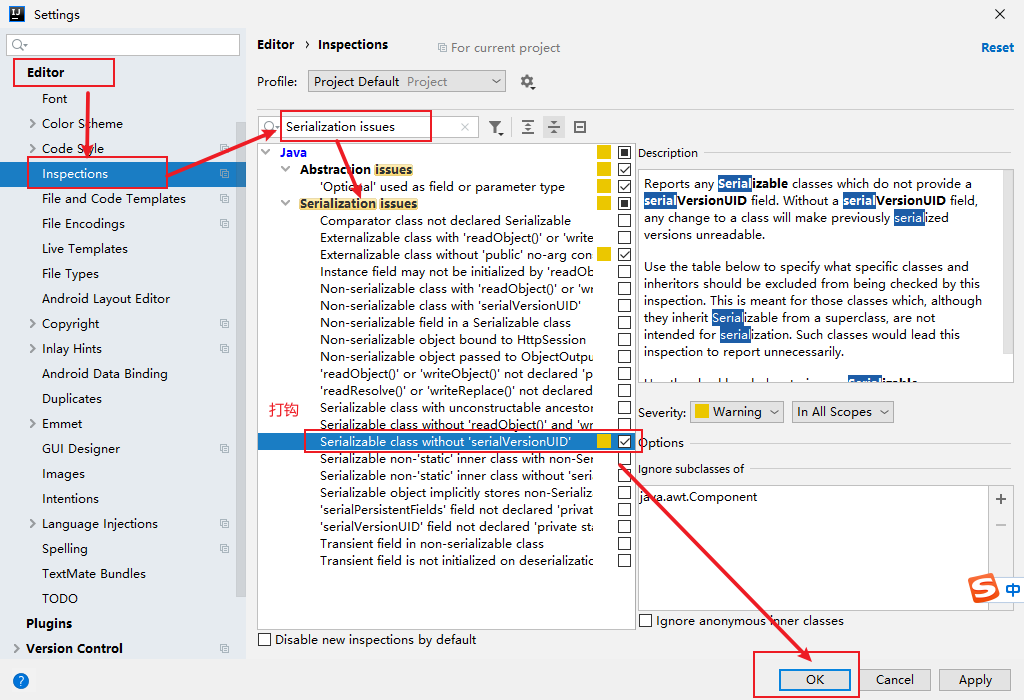 Settings
Editor
Font
Color Scheme
Code Style
Inspections
File and Code Templates
File Encodings
Live Templates
File Types
Android Layout Editor
Copyright
Inlay Hints
Android Data Binding
Duplicates
Emmet
GUI Designer
Images
Intentions
Language Injections
Spelling
TextMate Bundles
TODO
Plugins
Version Control
Editor › Inspections
For current project
Reset
Profile:
Project Default Project
Serialization issues
Java
Abstraction issues
'Optional' used as field or parameter type
Serialization issues
Comparator class not declared Serializable
Externalizable class with 'readObject()' or 'write
Externalizable class without 'public' no-arg con
Instance field may not be initialized by 'readOb
Non-serializable class with 'readObject()' or 'wr
Non-serializable class with 'serialVersionUID'
Non-serializable field in a Serializable class
Non-serializable object bound to HttpSession
Non-serializable object passed to ObjectOutpu
'readObject()' or 'writeObject()' not declared 'p
'readResolve()' or 'writeReplace()' not declared
打钩
Serializable class with unconstructable ancestor
Serializable class without 'readObject()' and 'wr
Serializable class without 'serialVersionUID'
Serializable non-'static' inner class with non-Ser
Serializable non-'static' inner class without 'seria
Serializable object implicitly stores non-Serializa
'serialPersistentFields' field not declared 'privat
'serialVersionUID' field not declared 'private sta
Transient field in non-serializable class
Transient field is not initialized on deserializatic
Disable new inspections by default
Description
Reports any Serializable classes which do not provide a
serialVersionUID field. Without a serialVersionUID field,
any change to a class will make previously serialized
versions unreadable.
Use the table below to specify what specific classes and
inheritors should be excluded from being checked by this
inspection. This is meant for those classes which, although
they inherit Serializable from a superclass, are not
intended for serialization. Such classes would lead this
inspection to report unnecessarily.
Severity:
Warning
In All Scopes
Options
Ignore subclasses of
java.awt.Component
Ignore anonymous inner classes
中
OK
Cancel
Apply